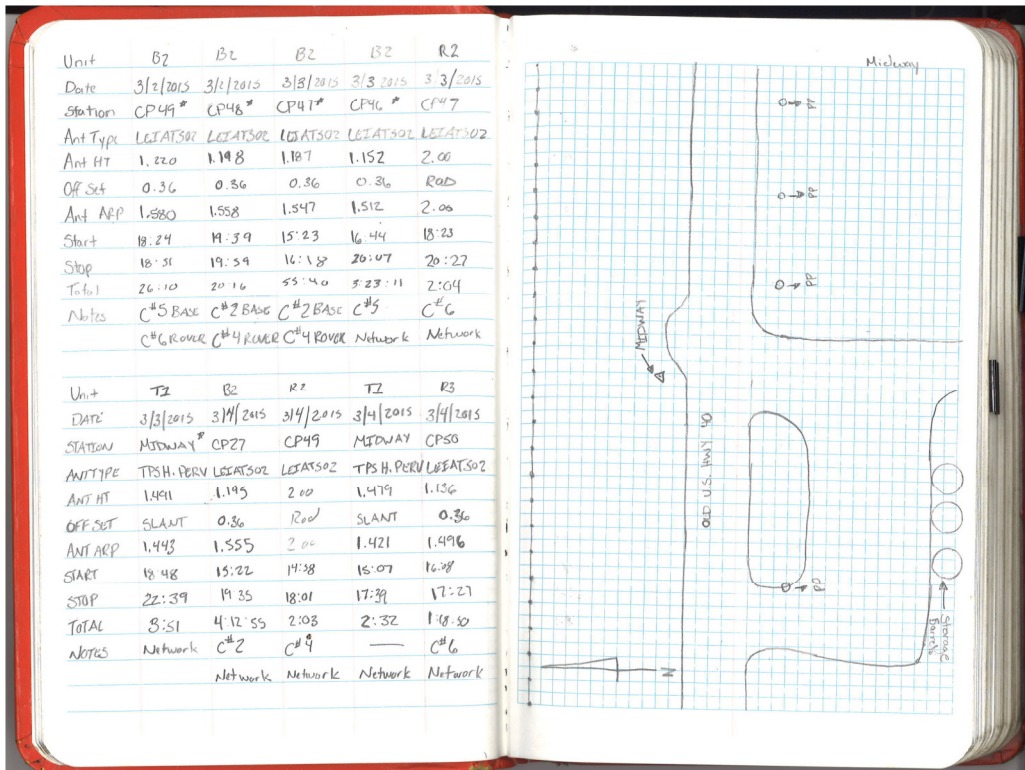 Unit B2 B2 B2 B2 R2
Date 3/2/2015 3/2/2015 3/3/2015 3/3/2015 3/3/2015
Station CP49* CP48* CP47* CP46* CP47
Ant Type LEIATS02 LEIATS02 LEIATS02 LEIATS02 LEIATS02
Ant HT 1.220 1.198 1.187 1.152 2.00
Off Set 0.36 0.36 0.36 0.36 ROD
Ant ARP 1.580 1.558 1.547 1.512 2.00
Start 18:24 19:39 15:23 16:44 18:23
Stop 18:51 19:59 16:18 20:07 20:27
Total 26:10 20 16 55:40 3:23:11 2:04
Notes C#5 BASE C#2 BASE C#2 BASE C#5 C#6
C#6 ROVER C#4 ROVER C#4 ROVER Network Network
Unit T1 B2 R2 T1 R3
DATE 3/3/2015 3/4/2015 3/4/2015 3/4/2015 3/4/2015
STATION MIDWAY* CP27 CP49 MIDWAY CP50
ANTTYPE TPS H. PERV LEIATS02 LEIATS02 TPS H. PERV LEIATS02
ANT HT 1.491 1.195 2.00 1.479 1.136
OFF SET SLANT 0.36 Rod SLANT 0.36
ANT ARP 1.443 1.555 2.00 1.421 1.496
START 18:48 15:22 14:58 15:07 16:08
STOP 22:39 19:35 18:01 17:39 17:27
TOTAL 3:51 4:12:55 2:03 2:32 1:18:50
NOTES Network C#2 C#4 — C#6
Network Network Network Network
Midway
PP
PP
PP
MIDWAY
OLD U.S. HWY 40
PP
Storage
Barrels
N